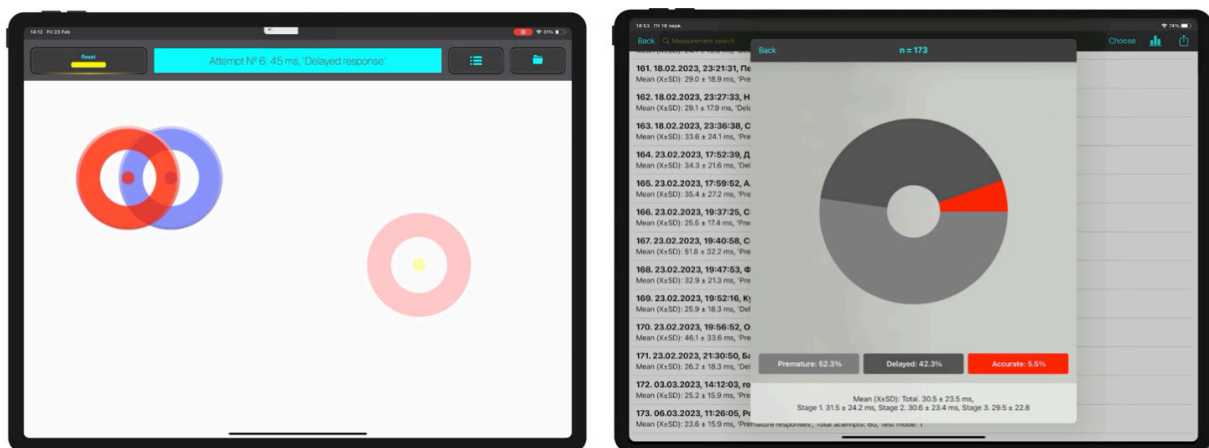 14:12 Fri 23 Feb
31%
Reset
Attempt № 6: 45 ms, 'Delayed response'
14:53 Пт 16 черв.
74%
Back
Measurement search
Choose
Back
n = 173
161. 18.02.2023, 23:21:31,
Mean (X±SD): 29.0 ± 18.9 ms, 'Pre
162. 18.02.2023, 23:27:33, Н
Mean (X±SD): 29.1 ± 17.9 ms, 'Del
163. 18.02.2023, 23:36:38, С
Mean (X±SD): 33.6 ± 24.1 ms, 'Pre
164. 23.02.2023, 17:52:39, Д
Mean (X±SD): 34.3 ± 21.6 ms, 'Del
165. 23.02.2023, 17:59:52, А
Mean (X±SD): 35.4 ± 27.2 ms, 'Pre
166. 23.02.2023, 19:37:25, С
Mean (X±SD): 25.5 ± 17.4 ms, 'Pre
167. 23.02.2023, 19:40:58, С
Mean (X±SD): 51.8 ± 32.2 ms, 'Pre
168. 23.02.2023, 19:47:53, Ф
Mean (X±SD): 32.9 ± 21.3 ms, 'Pre
169. 23.02.2023, 19:52:16, Ку
Mean (X±SD): 25.9 ± 18.3 ms, 'Del
170. 23.02.2023, 19:56:52, О
Mean (X±SD): 46.1 ± 33.6 ms, 'Pre
171. 23.02.2023, 21:30:50, Ба
Mean (X±SD): 26.2 ± 18.3 ms, 'Del
172. 03.03.2023, 14:12:03, го
Mean (X±SD): 25.2 ± 15.9 ms, 'Pre
173. 06.03.2023, 11:26:05, Ро
Mean (X±SD): 23.6 ± 15.9 ms, 'Premature responses', Total attempts: 60, Test mode: 1
Premature: 52.3%
Delayed: 42.3%
Accurate: 5.5%
Mean (X±SD): Total. 30.5 ± 23.5 ms,
Stage 1. 31.5 ± 24.2 ms, Stage 2. 30.6 ± 23.4 ms, Stage 3. 29.5 ± 22.8